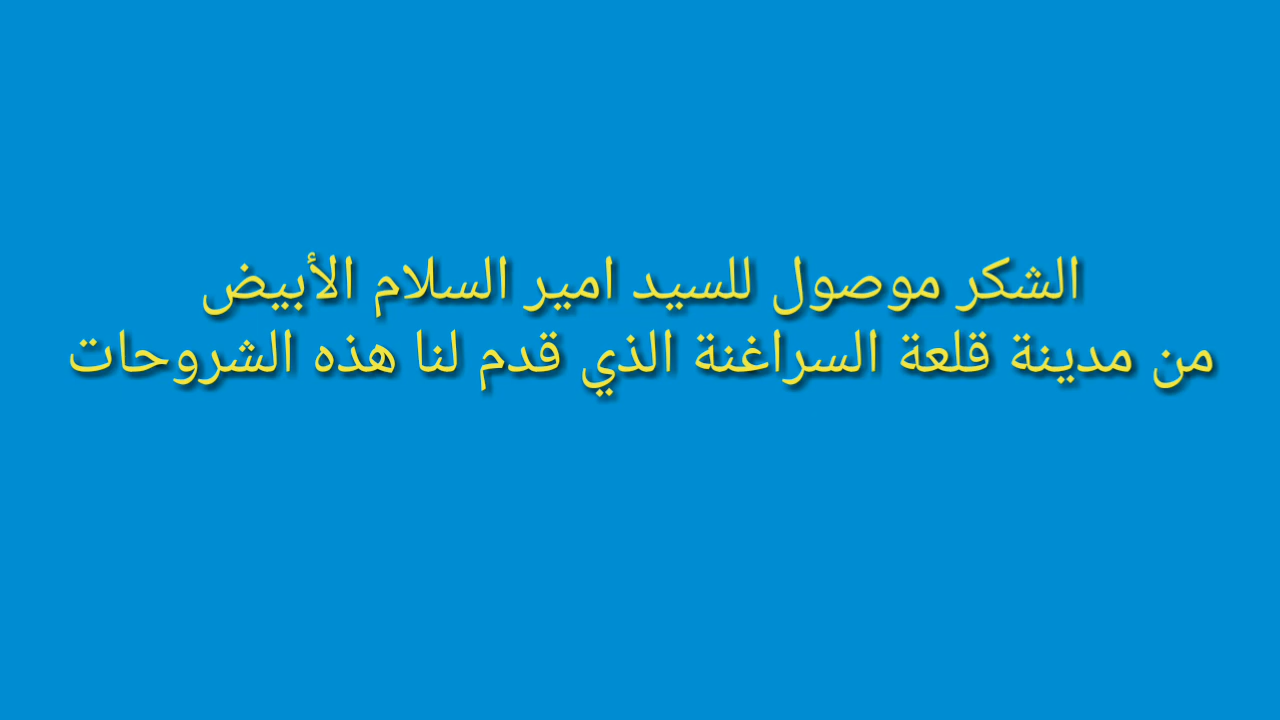 الشكر موصول للسيد امير السلام الأبيض
من مدينة قلعة السراغنة الذي قدم لنا هذه الشروحات